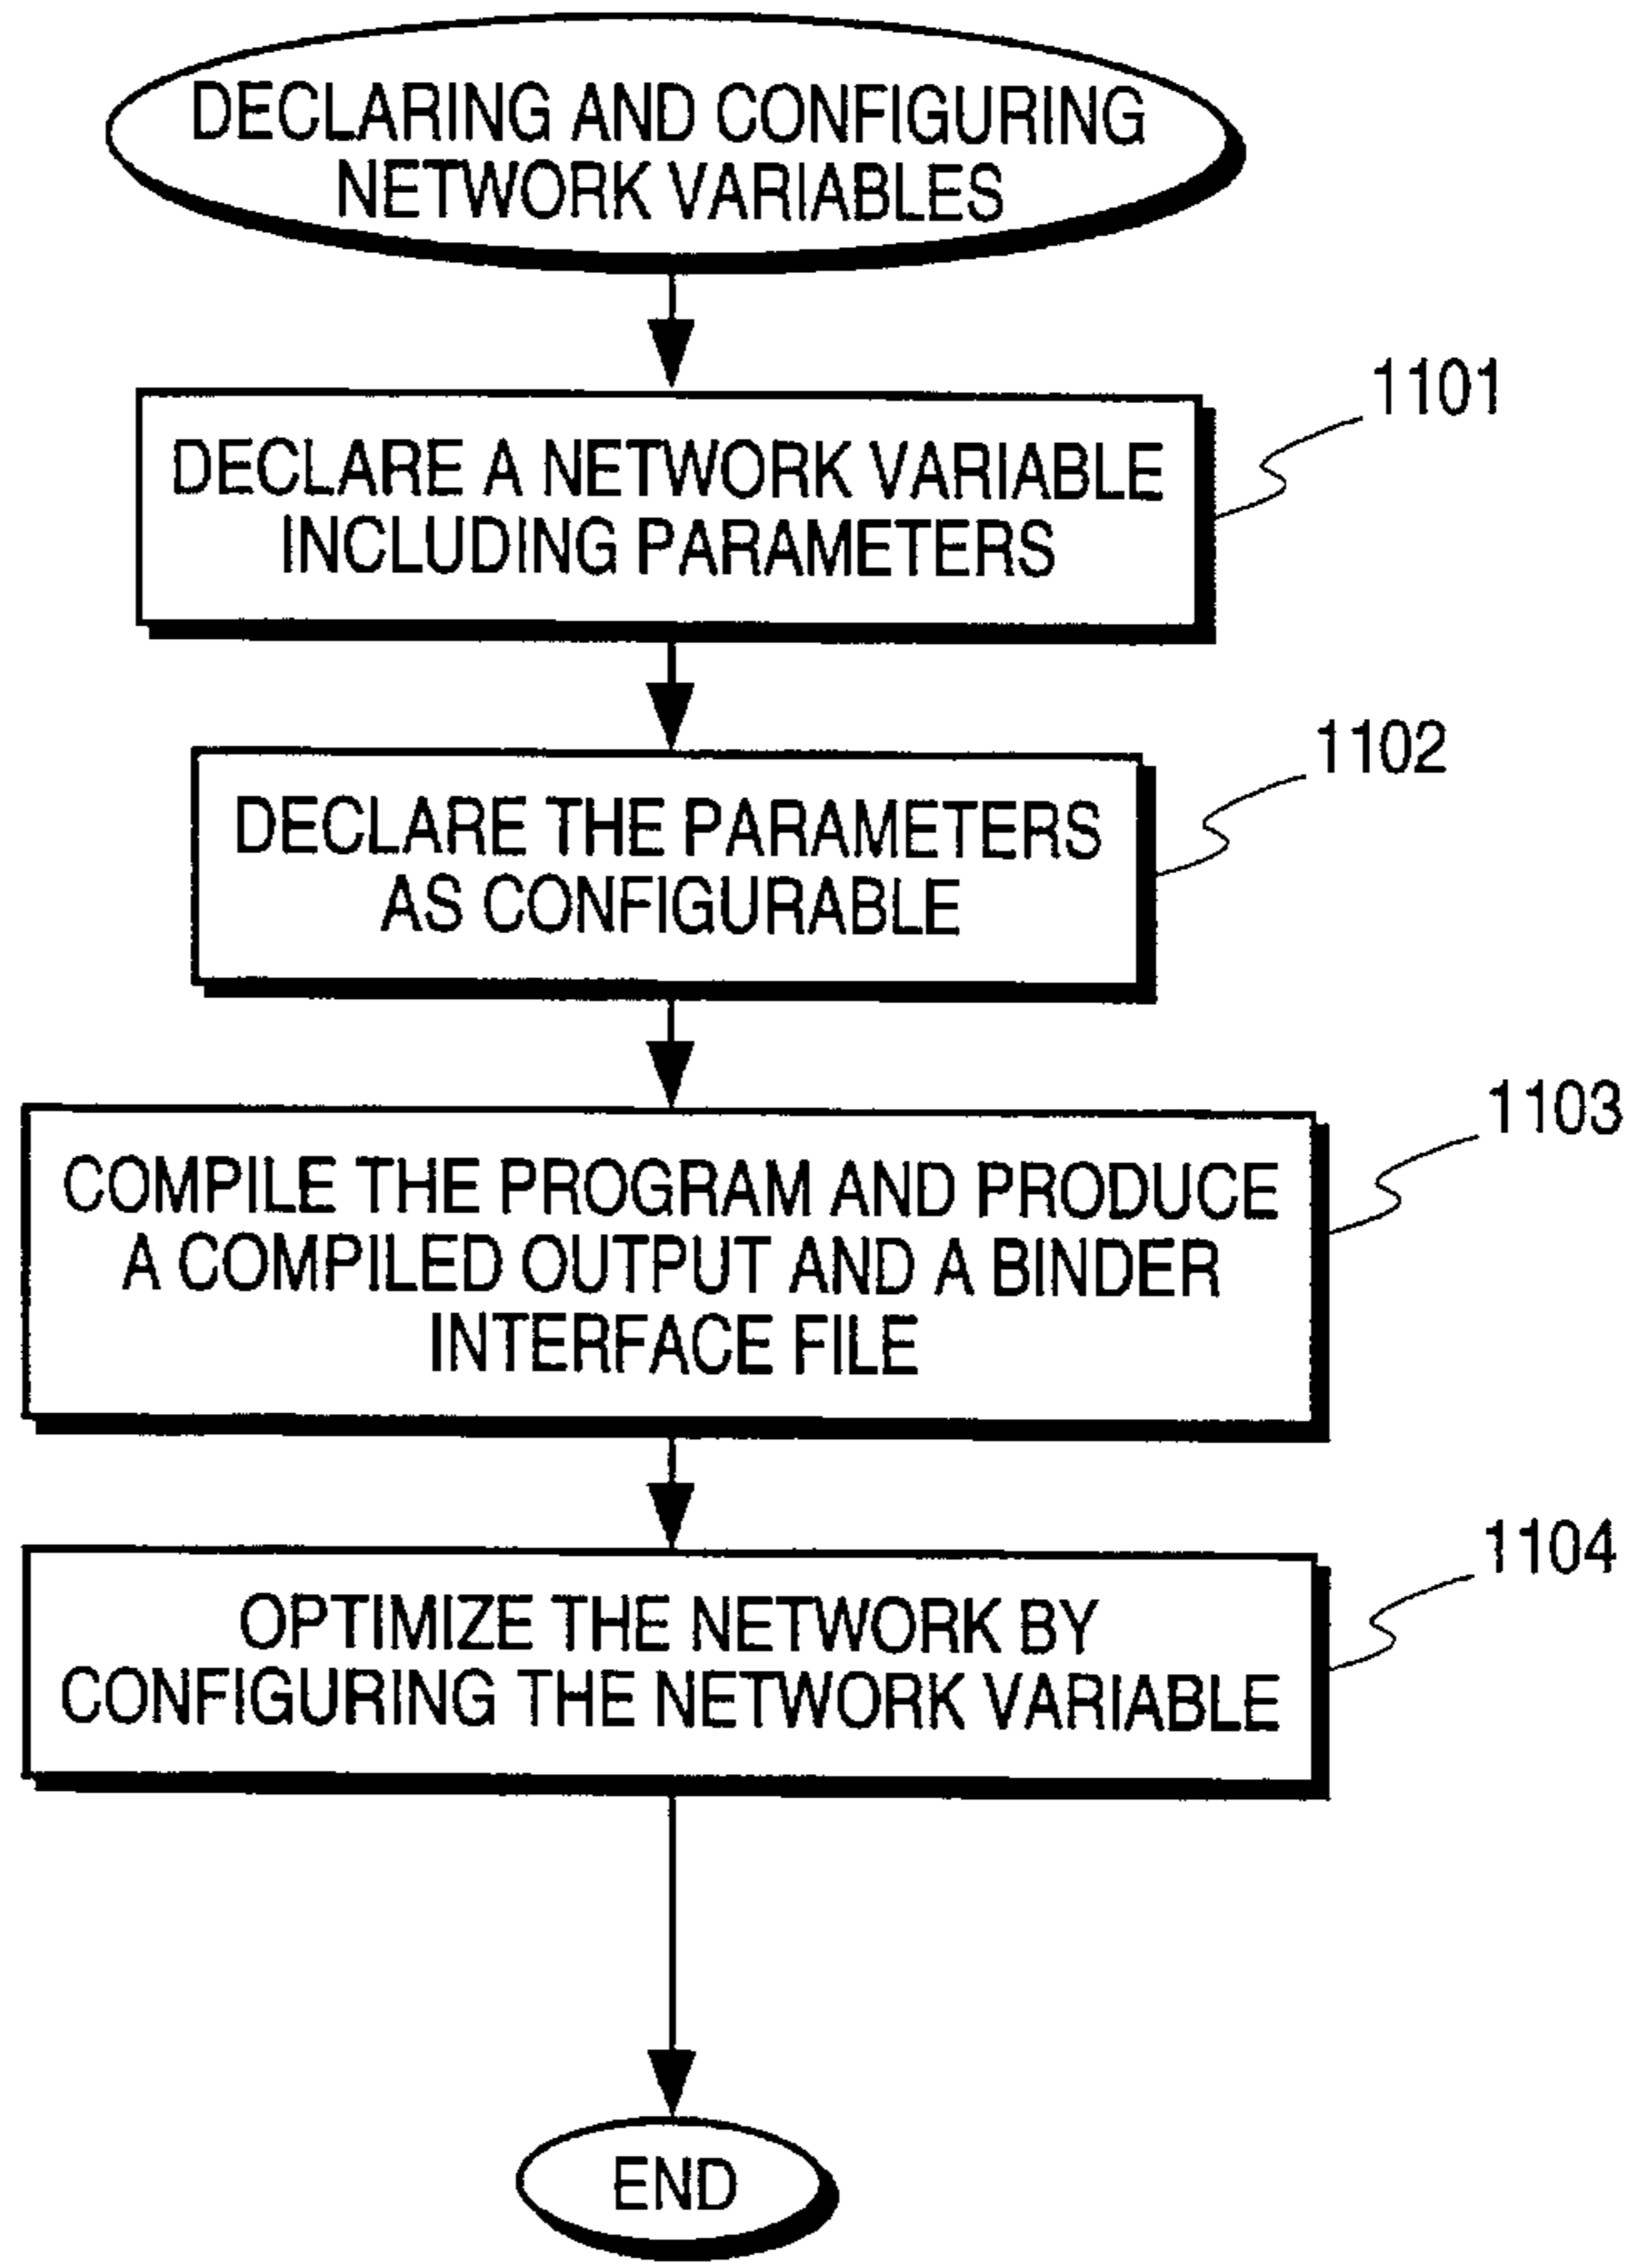 DECLARING AND CONFIGURING
NETWORK VARIABLES
1101
DECLARE A NETWORK VARIABLE
INCLUDING PARAMETERS
1102
DECLARE THE PARAMETERS
AS CONFIGURABLE
1103
COMPILE THE PROGRAM AND PRODUCE
A COMPILED OUTPUT AND A BINDER
INTERFACE FILE
1104
OPTIMIZE THE NETWORK BY
CONFIGURING THE NETWORK VARIABLE
END